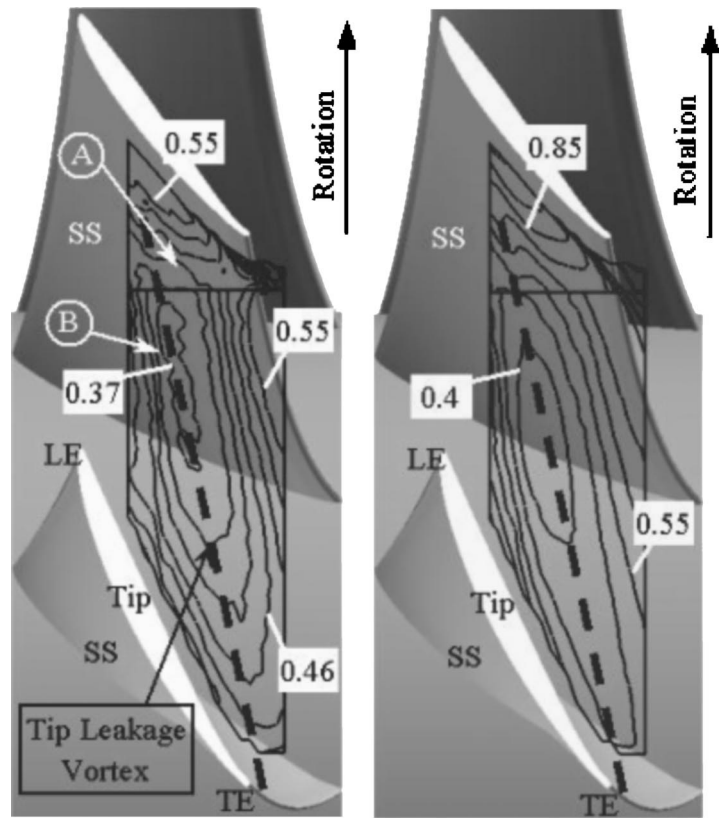 Rotation
0.55
A
SS
B
0.55
0.37
LE
Tip
SS
0.46
Tip Leakage
Vortex
TE
Rotation
0.85
SS
0.4
LE
0.55
Tip
SS
TE